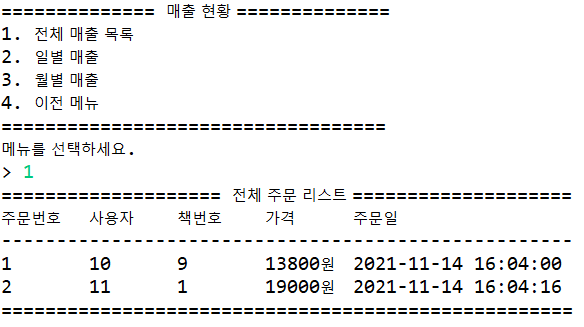 ============== 매출 현황 ==============
1. 전체 매출 목록
2. 일별 매출
3. 월별 매출
4. 이전 메뉴
===================================
메뉴를 선택하세요.
> 1
==================== 전체 주문 리스트 ====================
주문번호 사용자 책번호 가격 주문일
----------------------------------------------------
1 10 9 13800원 2021-11-14 16:04:00
2 11 1 19000원 2021-11-14 16:04:16
====================================================